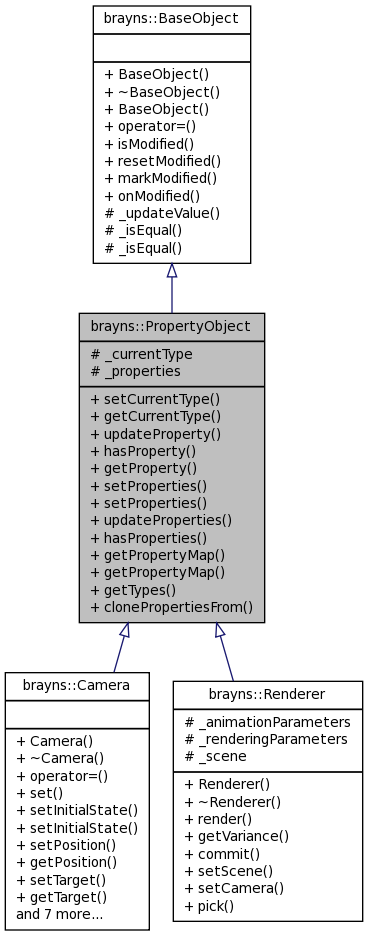 brayns::BaseObject
+ BaseObject()
+ ~BaseObject()
+ BaseObject()
+ operator=()
+ isModified()
+ resetModified()
+ markModified()
+ onModified()
# _updateValue()
# _isEqual()
# _isEqual()
brayns::PropertyObject
# _currentType
# _properties
+ setCurrentType()
+ getCurrentType()
+ updateProperty()
+ hasProperty()
+ getProperty()
+ setProperties()
+ setProperties()
+ updateProperties()
+ hasProperties()
+ getPropertyMap()
+ getPropertyMap()
+ getTypes()
+ clonePropertiesFrom()
brayns::Camera
+ Camera()
+ ~Camera()
+ operator=()
+ set()
+ setInitialState()
+ setInitialState()
+ setPosition()
+ getPosition()
+ setTarget()
+ getTarget()
and 7 more...
brayns::Renderer
# _animationParameters
# _renderingParameters
# _scene
+ Renderer()
+ ~Renderer()
+ render()
+ getVariance()
+ commit()
+ setScene()
+ setCamera()
+ pick()